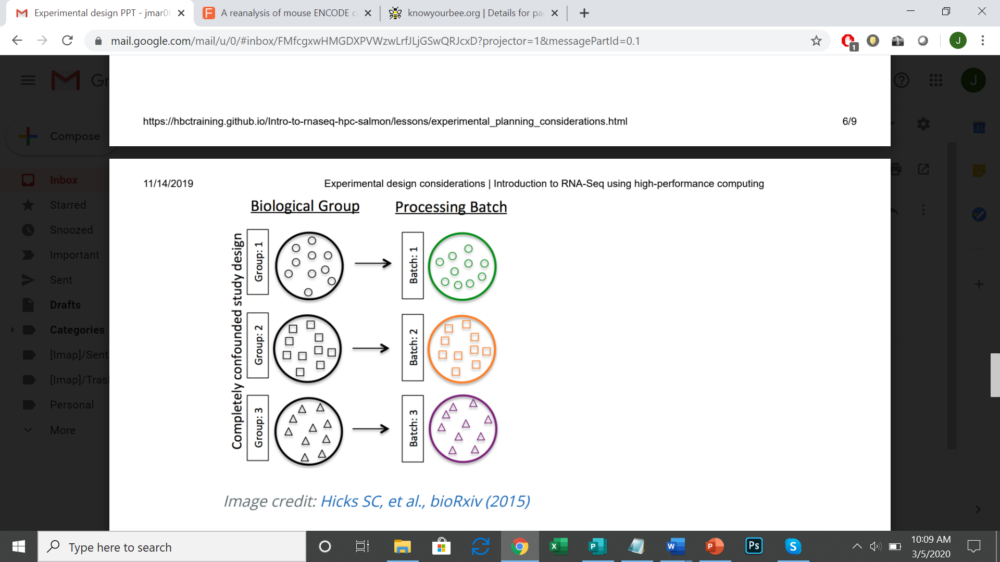 Experimental design PPT - jmar0
A reanalysis of mouse ENCODE c
knowyourbee.org | Details for pa
mail.google.com/mail/u/0/#inbox/FMfcgxwHMGDXPVWzwLrfJLjGSwQRJcxD?projector=1&messagePartId=0.1
1
J
Gr
J
Compose
31
Inbox
Starred
Snoozed
Important
Sent
Drafts
Categories
[Imap]/Sent
[Imap]/Tras
Personal
More
https://hbctraining.github.io/Intro-to-rnaseq-hpc-salmon/lessons/experimental_planning_considerations.html 6/9
11/14/2019 Experimental design considerations | Introduction to RNA-Seq using high-performance computing
Biological Group Processing Batch
Completely confounded study design
Group: 1 Batch: 1
Group: 2 Batch: 2
Group: 3 Batch: 3
Image credit: Hicks SC, et al., bioRxiv (2015)
Type here to search
X
P
W
P
Ps
S
10:09 AM
3/5/2020